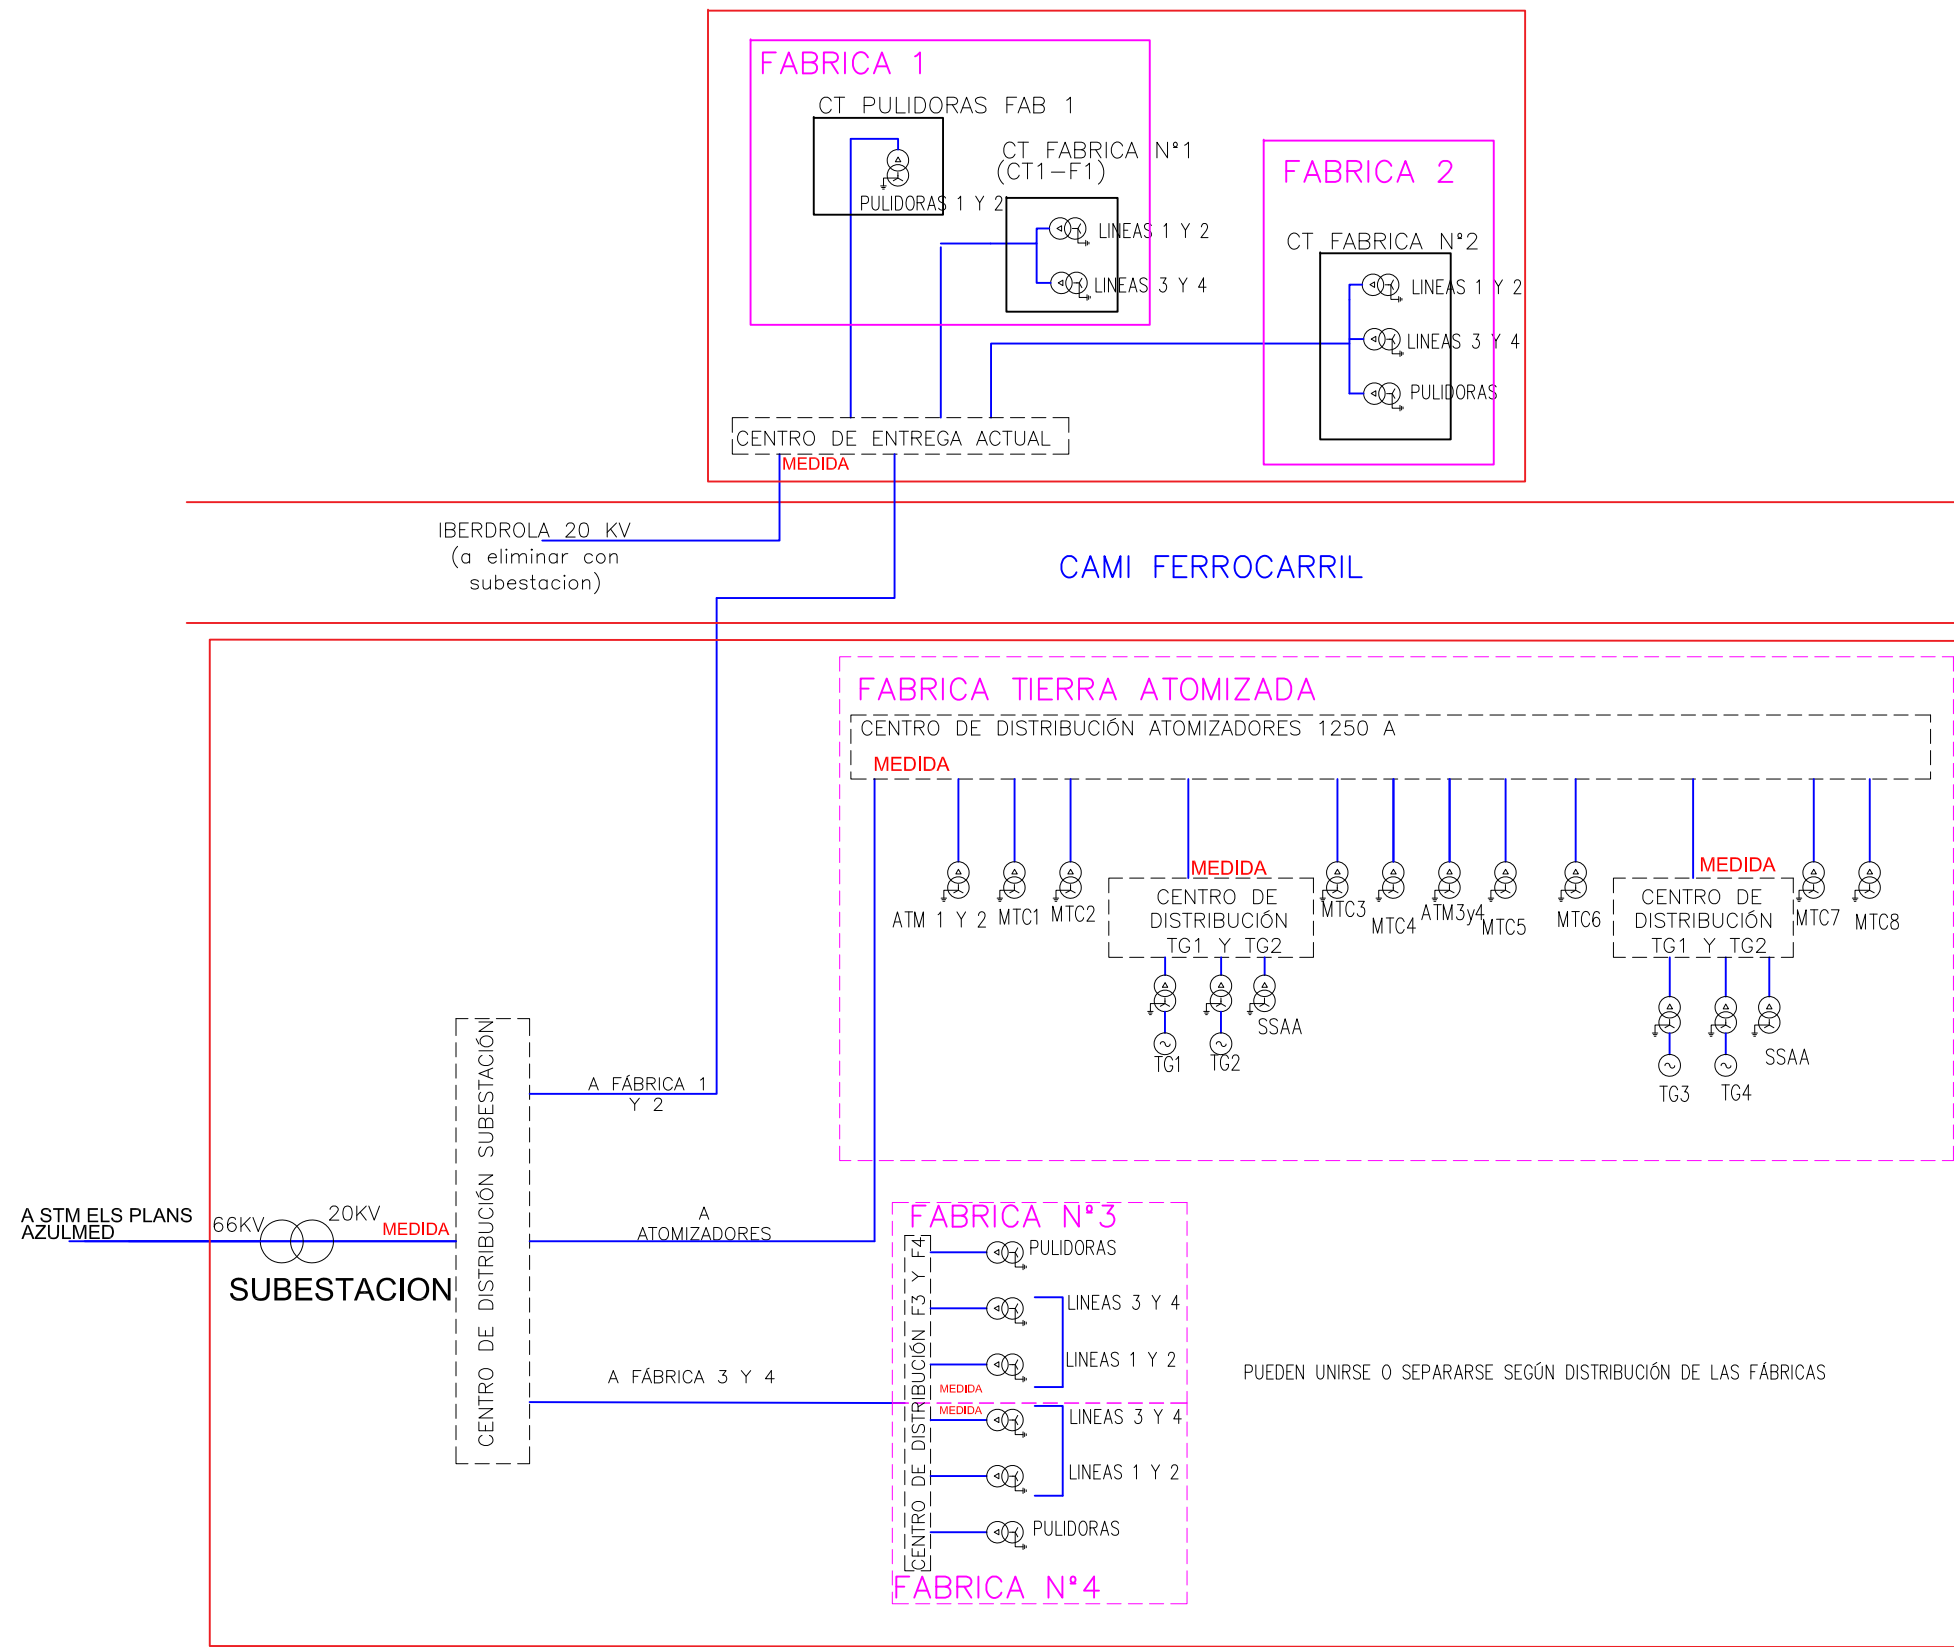 FABRICA 1
CT PULIDORAS FAB 1
PULIDORAS 1 Y 2
CT FABRICA Nº1
(CT1-F1)
LINEAS 1 Y 2
LINEAS 3 Y 4
FABRICA 2
CT FABRICA Nº2
LINEAS 1 Y 2
LINEAS 3 Y 4
PULIDORAS
CENTRO DE ENTREGA ACTUAL
MEDIDA
IBERDROLA 20 KV
(a eliminar con
subestacion)
CAMI FERROCARRIL
FABRICA TIERRA ATOMIZADA
CENTRO DE DISTRIBUCIÓN ATOMIZADORES 1250 A
MEDIDA
ATM 1 Y 2
MTC1
MTC2
MEDIDA
CENTRO DE
DISTRIBUCIÓN
TG1 Y TG2
TG1
TG2
SSAA
MTC3
MTC4
ATM3y4
MTC5
MTC6
MEDIDA
CENTRO DE
DISTRIBUCIÓN
TG1 Y TG2
TG3
TG4
SSAA
MTC7
MTC8
A STM ELS PLANS
AZULMED
66KV
20KV
MEDIDA
SUBESTACION
CENTRO DE DISTRIBUCIÓN SUBESTACIÓN
A FÁBRICA 1
Y 2
A
ATOMIZADORES
A FÁBRICA 3 Y 4
FABRICA Nº3
CENTRO DE DISTRIBUCIÓN F3 Y F4
PULIDORAS
LINEAS 3 Y 4
LINEAS 1 Y 2
MEDIDA
MEDIDA
LINEAS 3 Y 4
LINEAS 1 Y 2
PULIDORAS
FABRICA Nº4
PUEDEN UNIRSE O SEPARARSE SEGÚN DISTRIBUCIÓN DE LAS FÁBRICAS